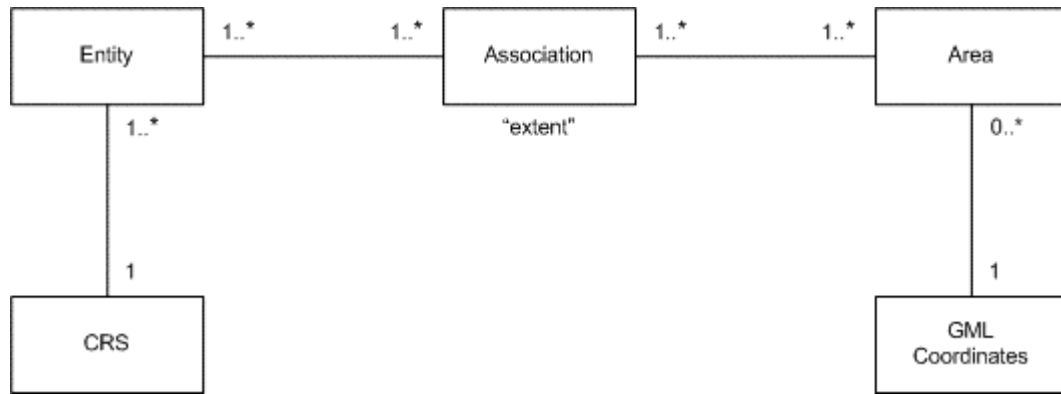 1..* 1..* 1..* 1..*
Entity Association Area
1..* "extent" 0..*
1 1
CRS GML
Coordinates